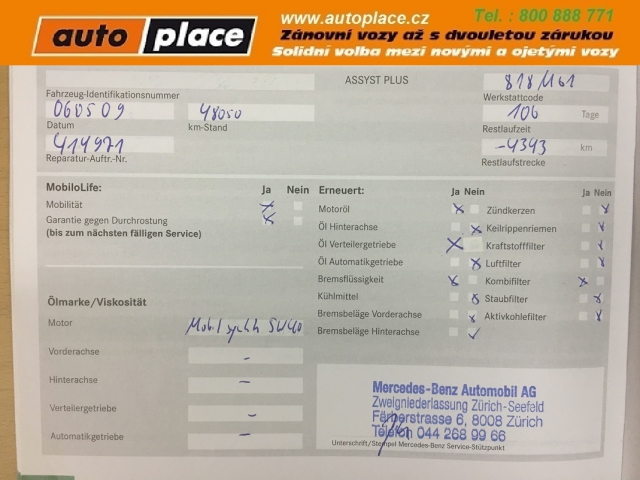 www.autoplace.cz
Tel. : 800 888 771
auto place
Zánovní vozy až s dvouletou zárukou
Solidní volba mezi novými a ojetými vozy
ASSYST PLUS
818/1161
Fahrzeug-Identifikationsnummer
Werkstattcode
060509
48050
106 Tage
Datum
km-Stand
Restlaufzeit
414971
-4343 km
Reparatur-Auftr.-Nr.
Restlaufstrecke
MobiloLife: Ja Nein
Erneuert: Ja Nein Ja Nein
Mobilität
Motoröl Zündkerzen
Garantie gegen Durchrostung
(bis zum nächsten fälligen Service)
Öl Hinterachse Keilrippenriemen
Öl Verteilergetriebe Kraftstofffilter
Öl Automatikgetriebe Luftfilter
Bremsflüssigkeit Kombifilter
Kühlmittel Staubfilter
Bremsbeläge Vorderachse Aktivkohlefilter
Bremsbeläge Hinterachse
Ölmarke/Viskosität
Motor Mobil 5W40
Vorderachse -
Hinterachse -
Verteilergetriebe -
Automatikgetriebe -
Mercedes-Benz Automobil AG
Zweigniederlassung Zürich-Seefeld
Färberstrasse 6, 8008 Zürich
Telefon 044 268 99 66
Unterschrift/Stempel Mercedes-Benz Service-Stützpunkt